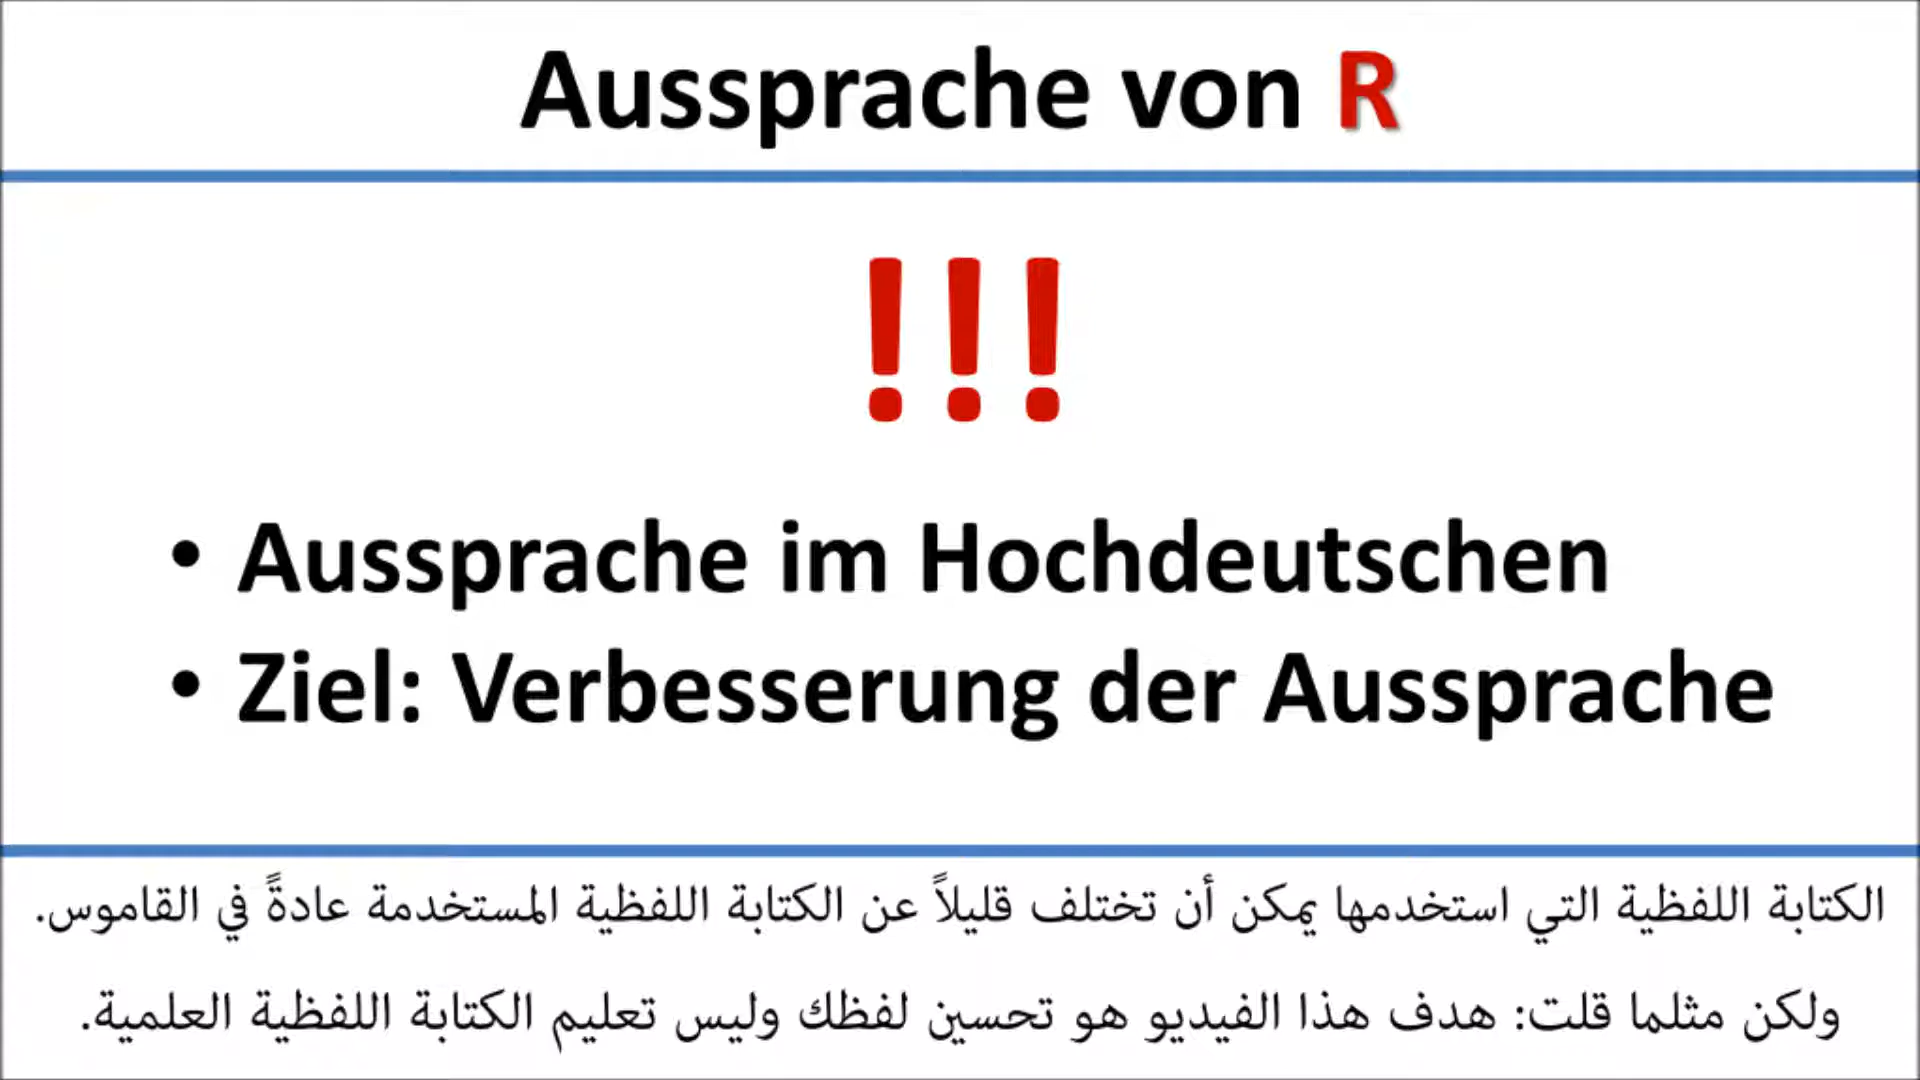 Aussprache von R
!!!
• Aussprache im Hochdeutschen
• Ziel: Verbesserung der Aussprache
الكتابة اللفظية التي استخدمها يمكن أن تختلف قليلاً عن الكتابة اللفظية المستخدمة عادةً في القاموس.
ولكن مثلما قلت: هدف هذا الفيديو هو تحسين لفظك وليس تعليم الكتابة اللفظية العلمية.